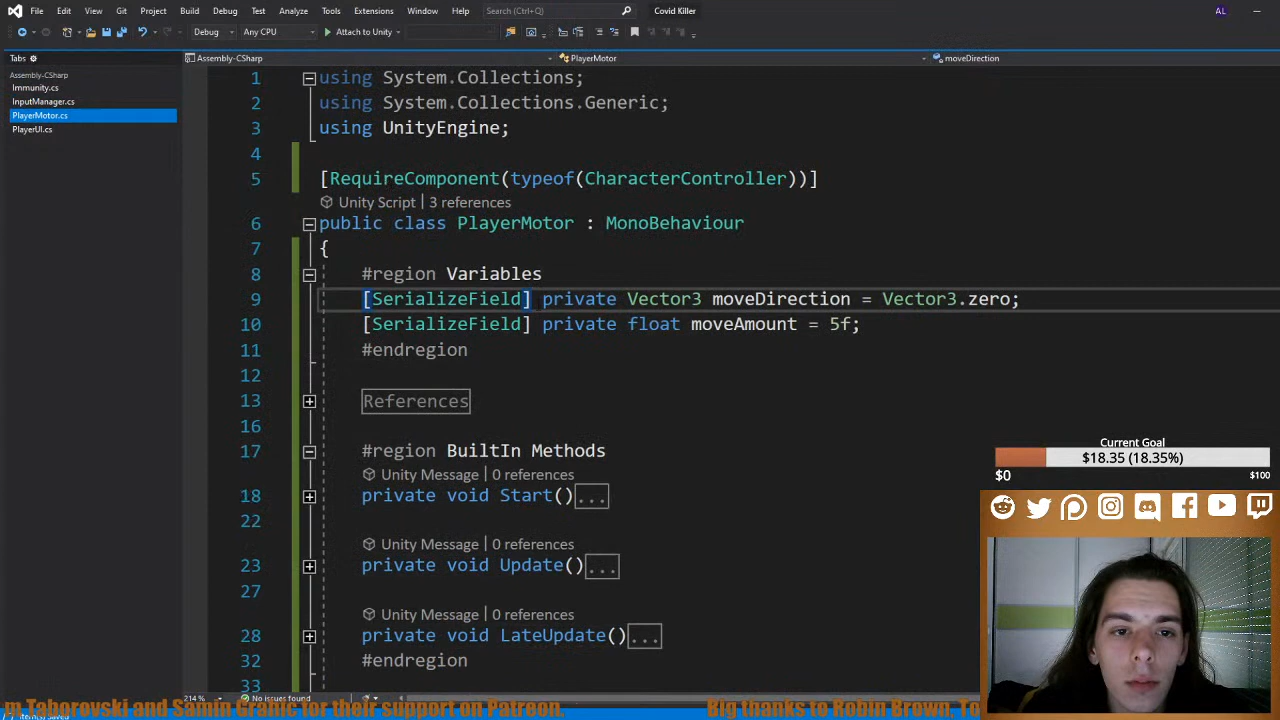 File Edit View Git Project Build Debug Test Analyze Tools Extensions Window Help Search (Ctrl+Q) Covid Killer AL
Debug Any CPU Attach to Unity
Tabs
Assembly-CSharp PlayerMotor moveDirection
Assembly-CSharp
Immunity.cs
InputManager.cs
PlayerMotor.cs
PlayerUI.cs
1 using System.Collections;
2 using System.Collections.Generic;
3 using UnityEngine;
4
5 [RequireComponent(typeof(CharacterController))]
Unity Script | 3 references
6 public class PlayerMotor : MonoBehaviour
7 {
8 #region Variables
9 [SerializeField] private Vector3 moveDirection = Vector3.zero;
10 [SerializeField] private float moveAmount = 5f;
11 #endregion
12
13 References
16
17 #region BuiltIn Methods
Unity Message | 0 references
18 private void Start()...
22
Unity Message | 0 references
23 private void Update()...
27
Unity Message | 0 references
28 private void LateUpdate()...
32 #endregion
33
Current Goal
$18.35 (18.35%)
$0 $100
214 % No issues found
m Taborovski and Samin Granic for their support on Patreon. Big thanks to Robin Brown, To